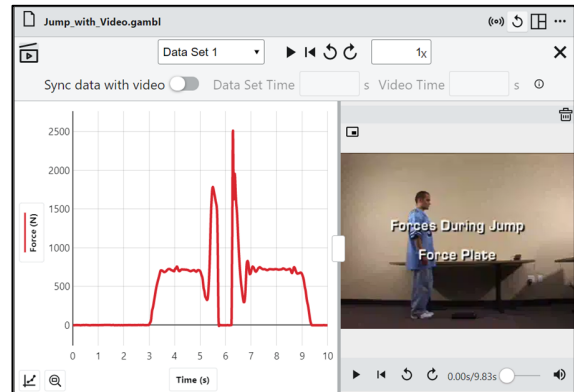 Jump_with_Video.gambl
Data Set 1
1x
Sync data with video
Data Set Time
s
Video Time
s
2500
2000
1500
1000
500
0
Force (N)
0 1 2 3 4 5 6 7 8 9 10
Time (s)
Forces During Jump
Force Plate
0.00s/9.83s